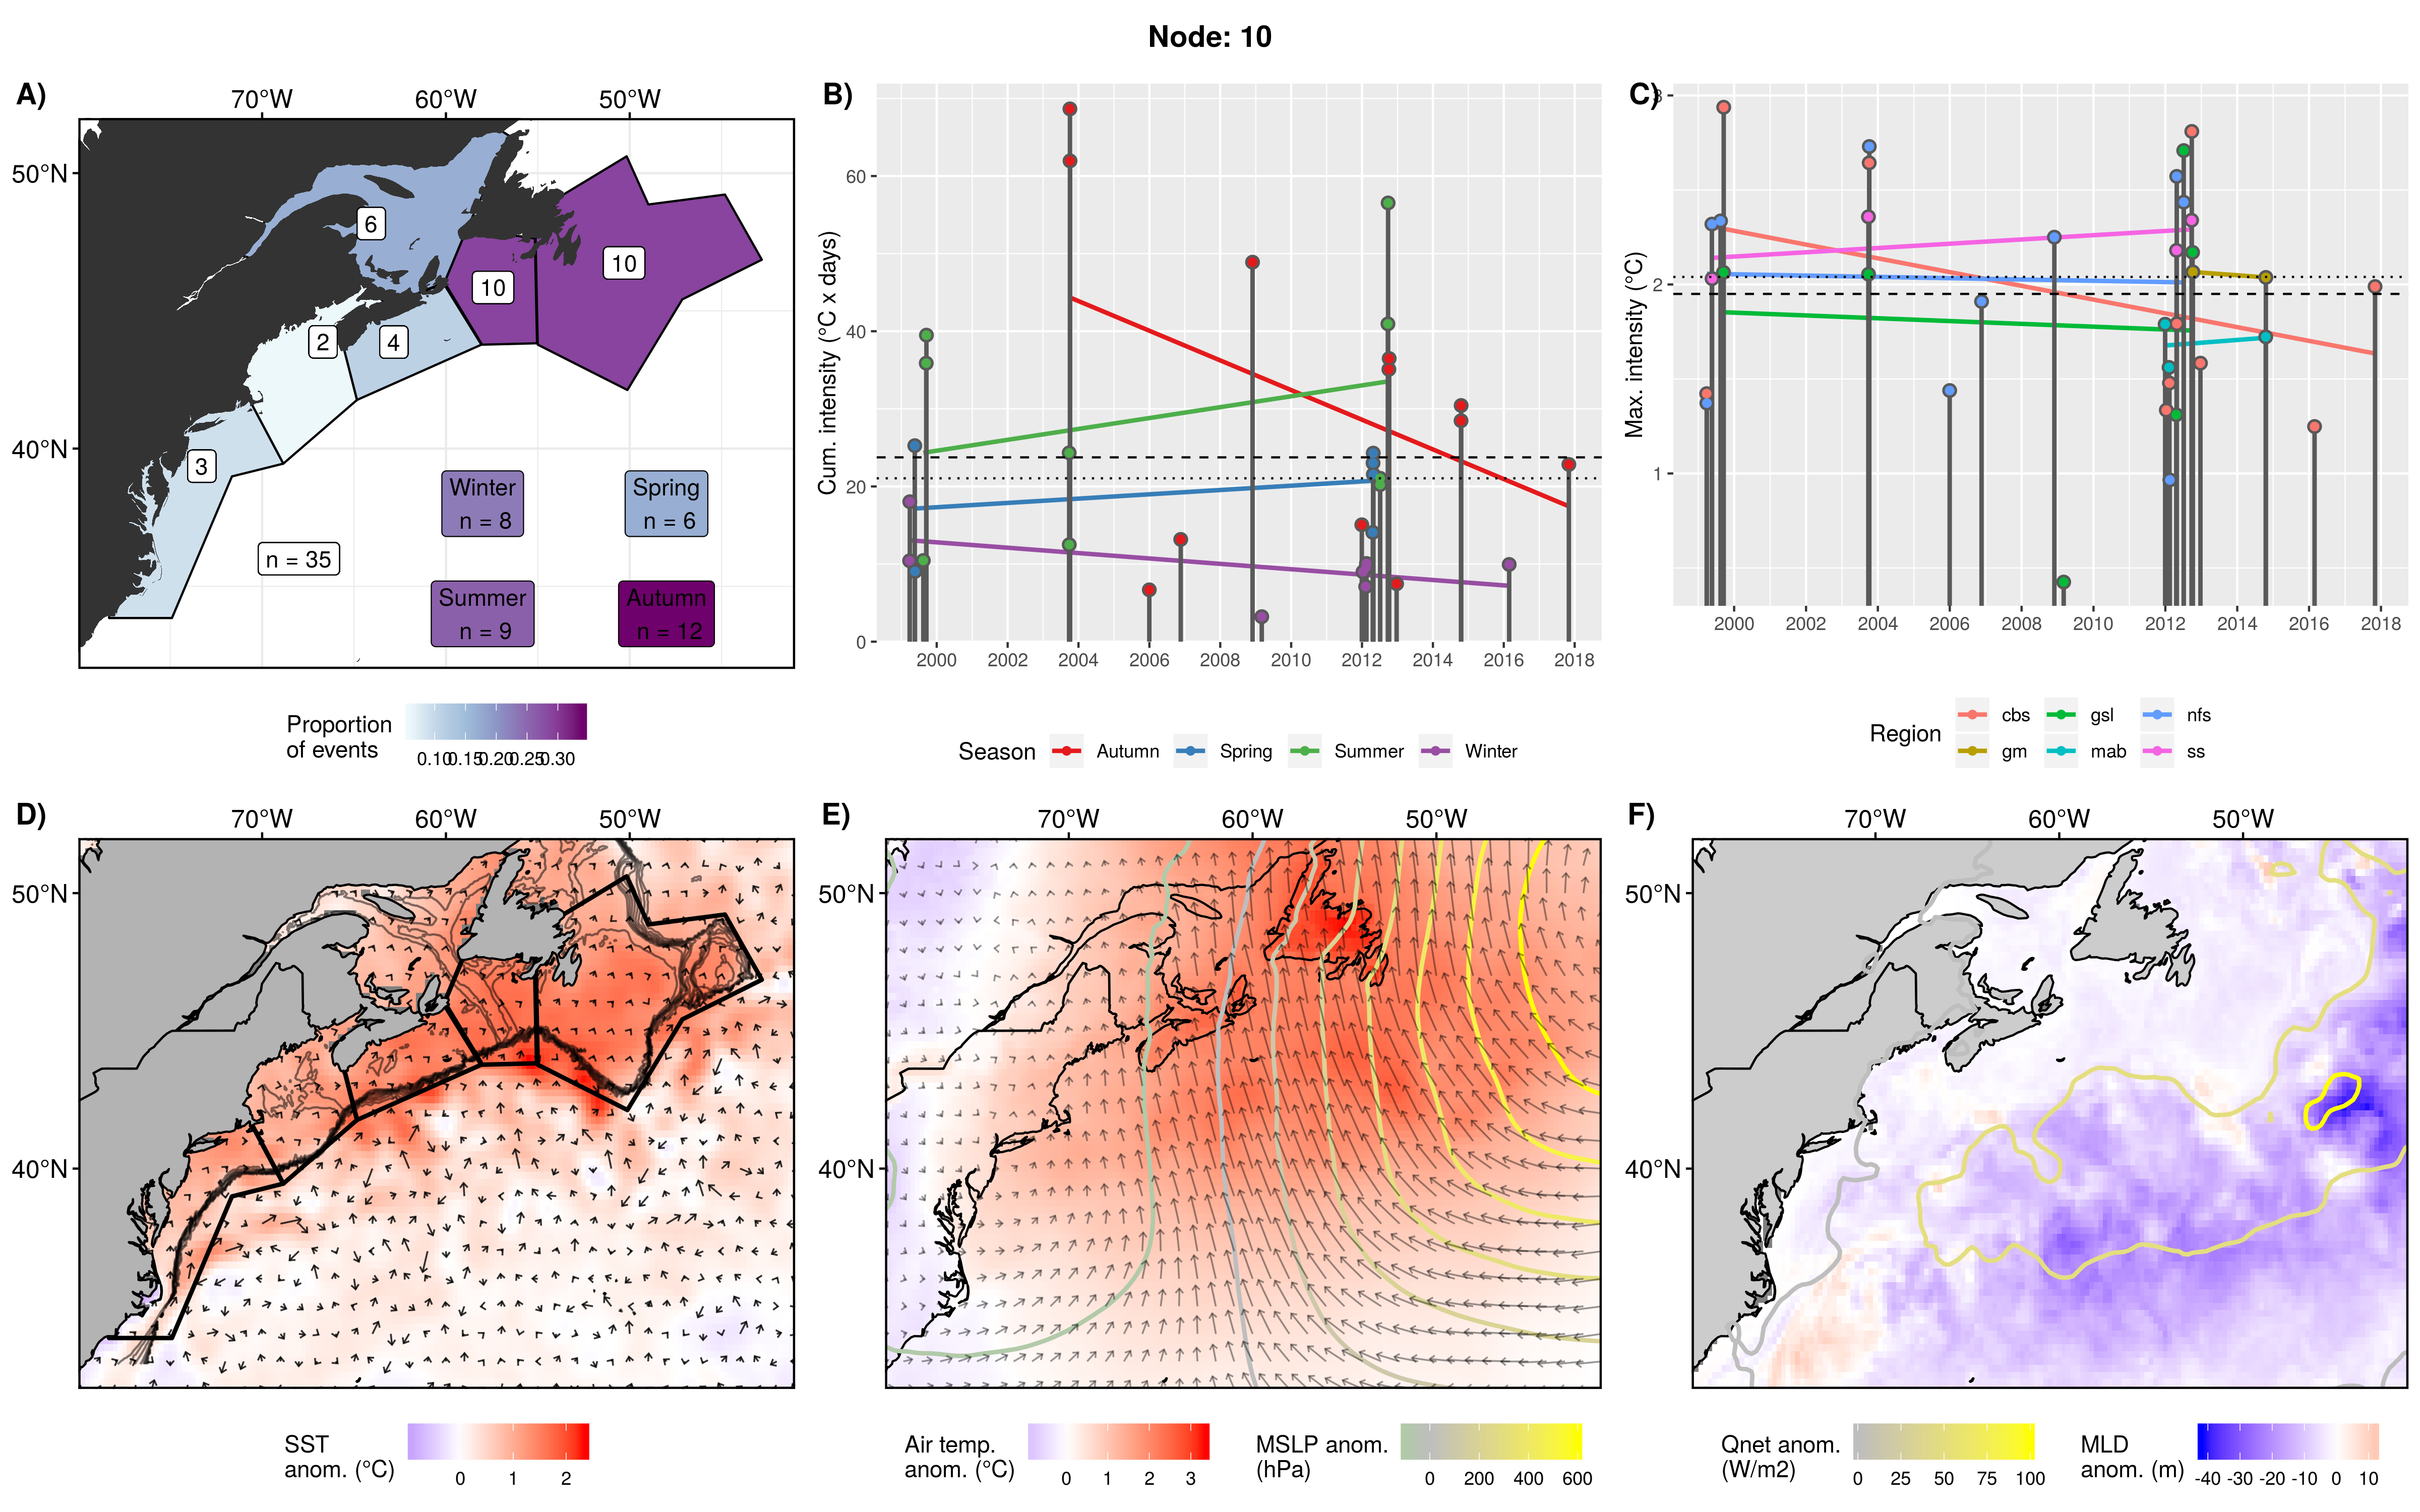 Node: 10
A)
70°W 60°W 50°W
50°N
40°N
6
10
10
2
4
3
n = 35
Winter
n = 8
Spring
n = 6
Summer
n = 9
Autumn
n = 12
Proportion
of events
0.10 0.15 0.20 0.25 0.30
B)
Cum. intensity (°C x days)
60
40
20
0
2000 2002 2004 2006 2008 2010 2012 2014 2016 2018
Season Autumn Spring Summer Winter
C)
Max. intensity (°C)
3
2
1
2000 2002 2004 2006 2008 2010 2012 2014 2016 2018
Region
cbs gsl nfs
gm mab ss
D)
70°W 60°W 50°W
50°N
40°N
SST
anom. (°C)
0 1 2
E)
70°W 60°W 50°W
50°N
40°N
Air temp.
anom. (°C)
0 1 2 3
MSLP anom.
(hPa)
0 200 400 600
F)
70°W 60°W 50°W
50°N
40°N
Qnet anom.
(W/m2)
0 25 50 75 100
MLD
anom. (m)
-40 -30 -20 -10 0 10